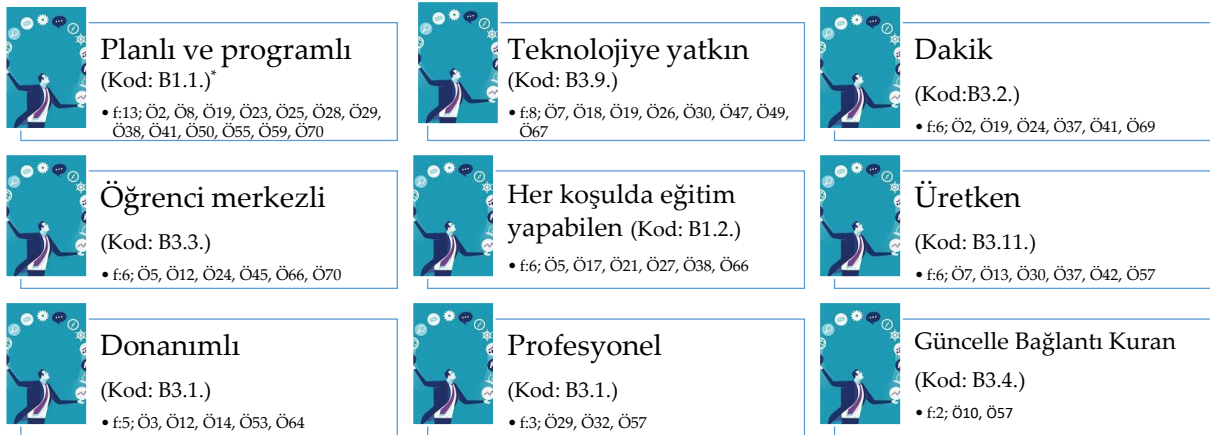 Planlı ve programlı
(Kod: B1.1.)*
• f:13; Ö2, Ö8, Ö19, Ö23, Ö25, Ö28, Ö29,
Ö38, Ö41, Ö50, Ö55, Ö59, Ö70
Teknolojiye yatkın
(Kod: B3.9.)
• f:8; Ö7, Ö18, Ö19, Ö26, Ö30, Ö47, Ö49,
Ö67
Dakik
(Kod:B3.2.)
• f:6; Ö2, Ö19, Ö24, Ö37, Ö41, Ö69
Öğrenci merkezli
(Kod: B3.3.)
• f:6; Ö5, Ö12, Ö24, Ö45, Ö66, Ö70
Her koşulda eğitim
yapabilen (Kod: B1.2.)
• f:6; Ö5, Ö17, Ö21, Ö27, Ö38, Ö66
Üretken
(Kod: B3.11.)
• f:6; Ö7, Ö13, Ö30, Ö37, Ö42, Ö57
Donanımlı
(Kod: B3.1.)
• f:5; Ö3, Ö12, Ö14, Ö53, Ö64
Profesyonel
(Kod: B3.1.)
• f:3; Ö29, Ö32, Ö57
Güncelle Bağlantı Kuran
(Kod: B3.4.)
• f:2; Ö10, Ö57